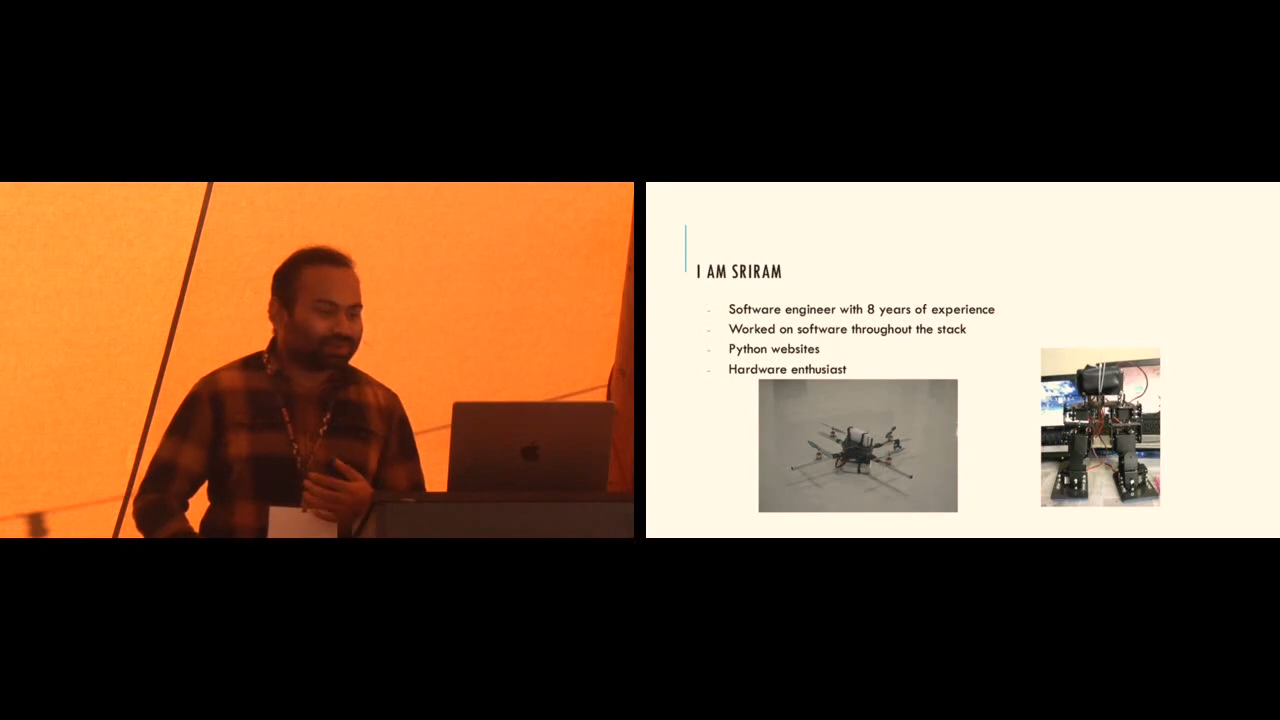 I AM SRIRAM
- Software engineer with 8 years of experience
- Worked on software throughout the stack
- Python websites
- Hardware enthusiast